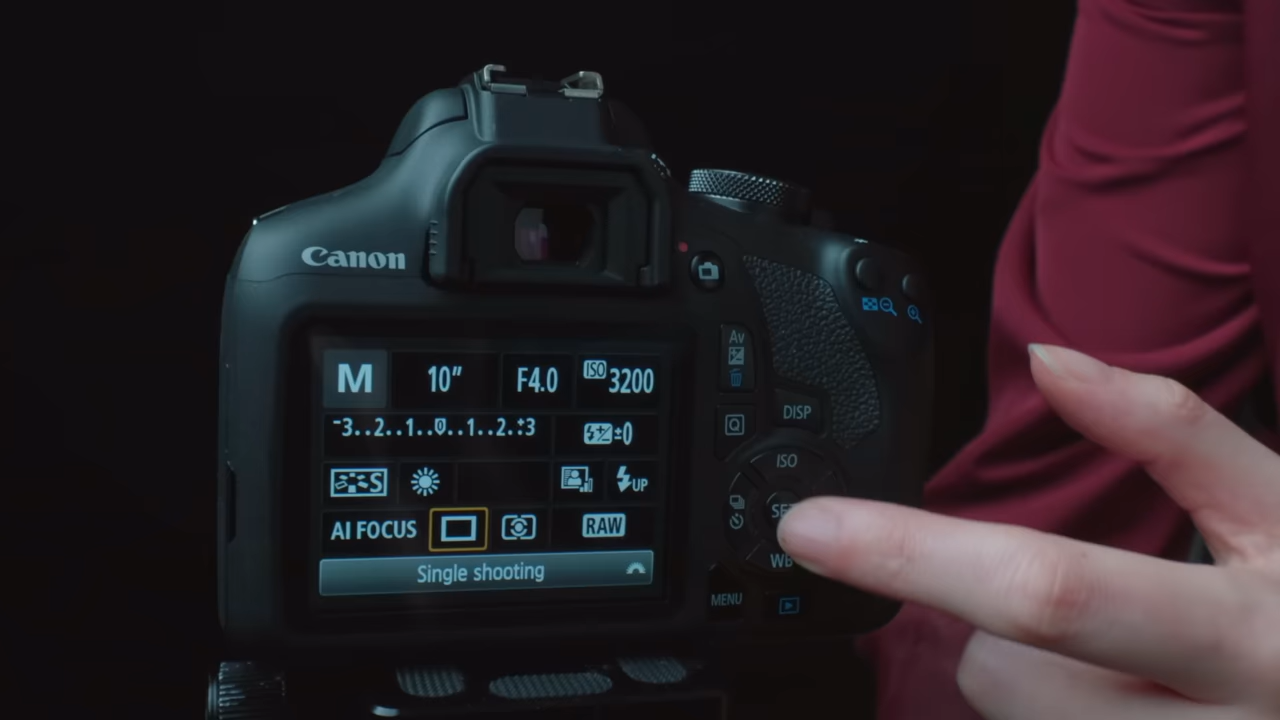 Canon
M 10" F4.0 ISO 3200
-3..2..1..0..1..2.:+3 ±0
S UP
AI FOCUS RAW
Single shooting
Av
Q DISP
ISO
WB
MENU